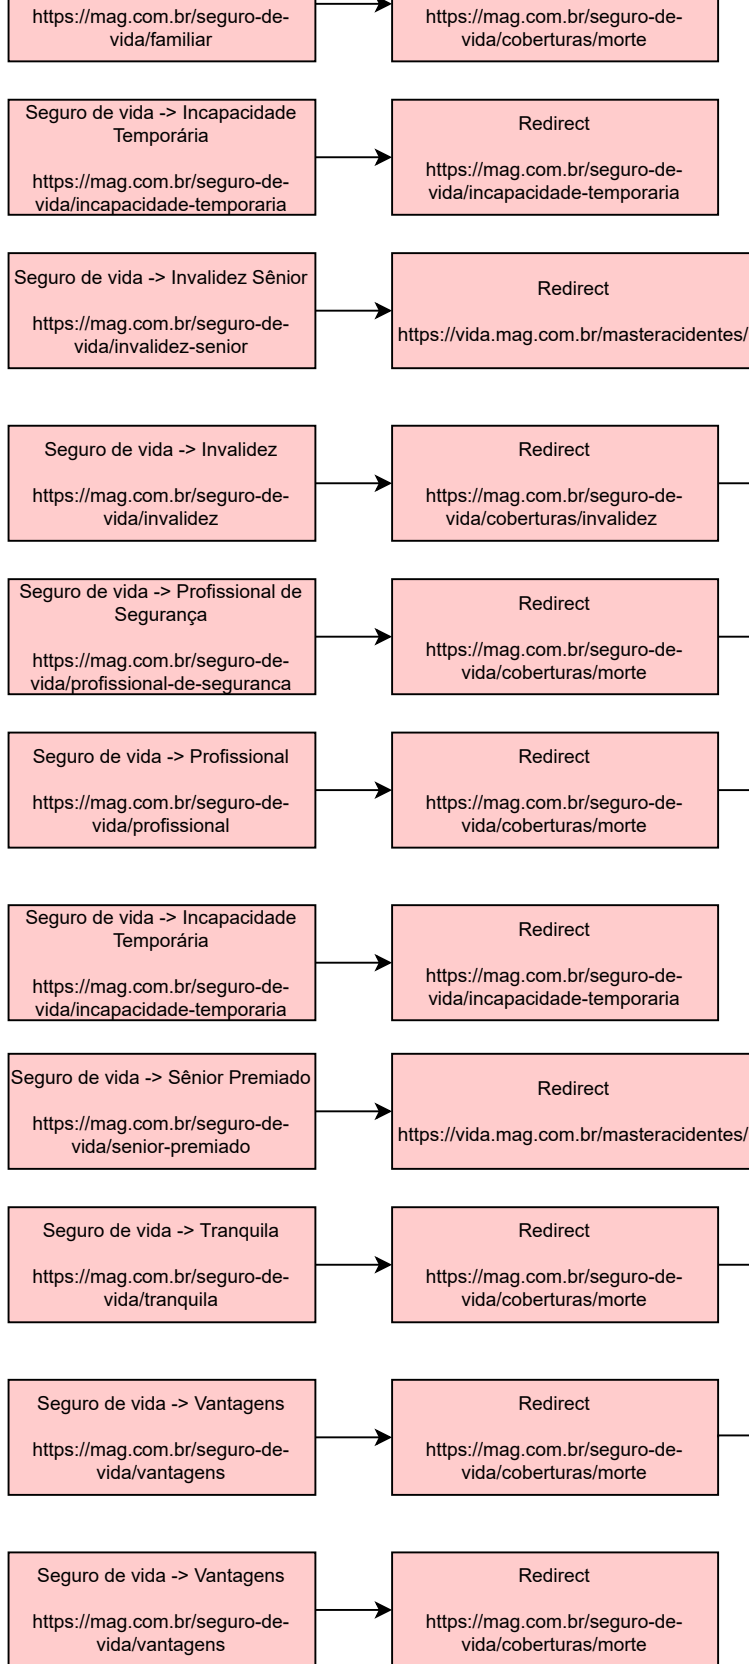 https://mag.com.br/seguro-de-
vida/familiar
https://mag.com.br/seguro-de-
vida/coberturas/morte
Seguro de vida -> Incapacidade
Temporária
https://mag.com.br/seguro-de-
vida/incapacidade-temporaria
Redirect
https://mag.com.br/seguro-de-
vida/incapacidade-temporaria
Seguro de vida -> Invalidez Sênior
https://mag.com.br/seguro-de-
vida/invalidez-senior
Redirect
https://vida.mag.com.br/masteracidentes/
Seguro de vida -> Invalidez
https://mag.com.br/seguro-de-
vida/invalidez
Redirect
https://mag.com.br/seguro-de-
vida/coberturas/invalidez
Seguro de vida -> Profissional de
Segurança
https://mag.com.br/seguro-de-
vida/profissional-de-seguranca
Redirect
https://mag.com.br/seguro-de-
vida/coberturas/morte
Seguro de vida -> Profissional
https://mag.com.br/seguro-de-
vida/profissional
Redirect
https://mag.com.br/seguro-de-
vida/coberturas/morte
Seguro de vida -> Incapacidade
Temporária
https://mag.com.br/seguro-de-
vida/incapacidade-temporaria
Redirect
https://mag.com.br/seguro-de-
vida/incapacidade-temporaria
Seguro de vida -> Sênior Premiado
https://mag.com.br/seguro-de-
vida/senior-premiado
Redirect
https://vida.mag.com.br/masteracidentes/
Seguro de vida -> Tranquila
https://mag.com.br/seguro-de-
vida/tranquila
Redirect
https://mag.com.br/seguro-de-
vida/coberturas/morte
Seguro de vida -> Vantagens
https://mag.com.br/seguro-de-
vida/vantagens
Redirect
https://mag.com.br/seguro-de-
vida/coberturas/morte
Seguro de vida -> Vantagens
https://mag.com.br/seguro-de-
vida/vantagens
Redirect
https://mag.com.br/seguro-de-
vida/coberturas/morte